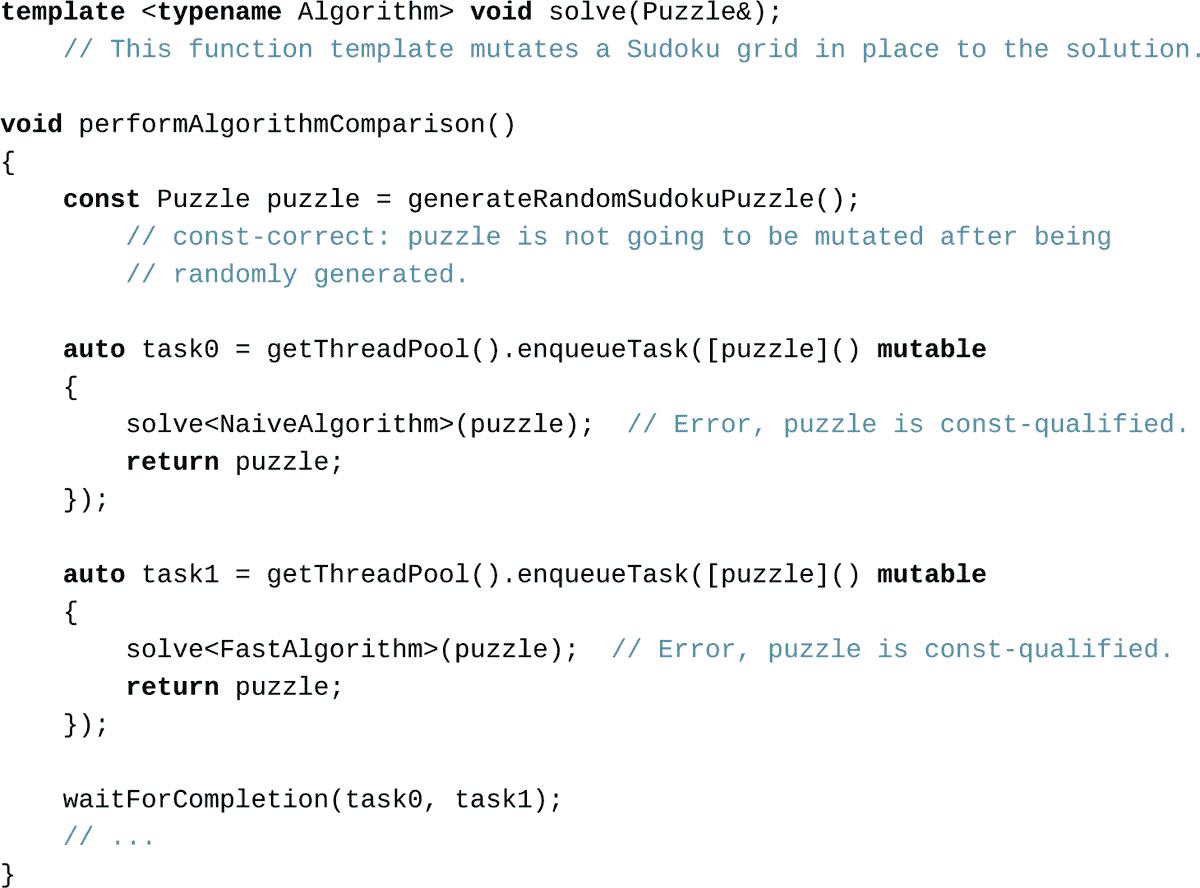 template <typename Algorithm> void solve(Puzzle&);
    // This function template mutates a Sudoku grid in place to the solution.

void performAlgorithmComparison()
{
    const Puzzle puzzle = generateRandomSudokuPuzzle();
        // const-correct: puzzle is not going to be mutated after being
        // randomly generated.

    auto task0 = getThreadPool().enqueueTask([puzzle]() mutable
    {
        solve<NaiveAlgorithm>(puzzle);  // Error, puzzle is const-qualified.
        return puzzle;
    });

    auto task1 = getThreadPool().enqueueTask([puzzle]() mutable
    {
        solve<FastAlgorithm>(puzzle);  // Error, puzzle is const-qualified.
        return puzzle;
    });

    waitForCompletion(task0, task1);
    // ...
}